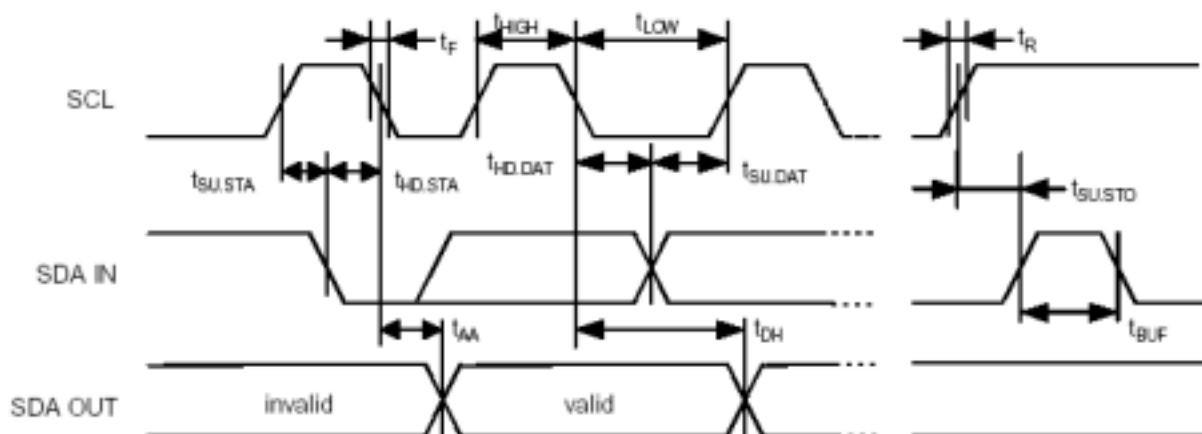 tF
tHIGH
tLOW
tR
SCL
tSU.STA
tHD.STA
tHD.DAT
tSU.DAT
tSU.STO
SDA IN
tAA
tDH
tBUF
SDA OUT
invalid
valid